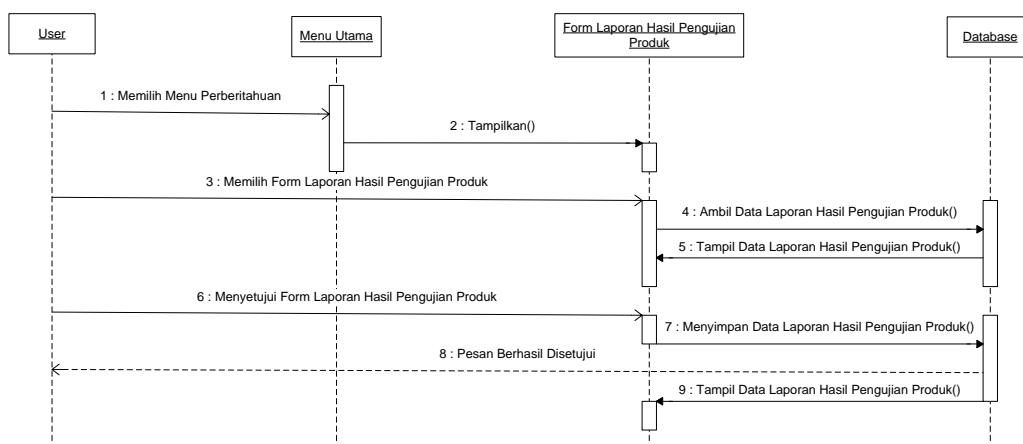 User
Menu Utama
Form Laporan Hasil Pengujian
Produk
Database
1 : Memilih Menu Perberitahuan
2 : Tampilkan()
3 : Memilih Form Laporan Hasil Pengujian Produk
4 : Ambil Data Laporan Hasil Pengujian Produk()
5 : Tampil Data Laporan Hasil Pengujian Produk()
6 : Menyetujui Form Laporan Hasil Pengujian Produk
7 : Menyimpan Data Laporan Hasil Pengujian Produk()
8 : Pesan Berhasil Disetujui
9 : Tampil Data Laporan Hasil Pengujian Produk()